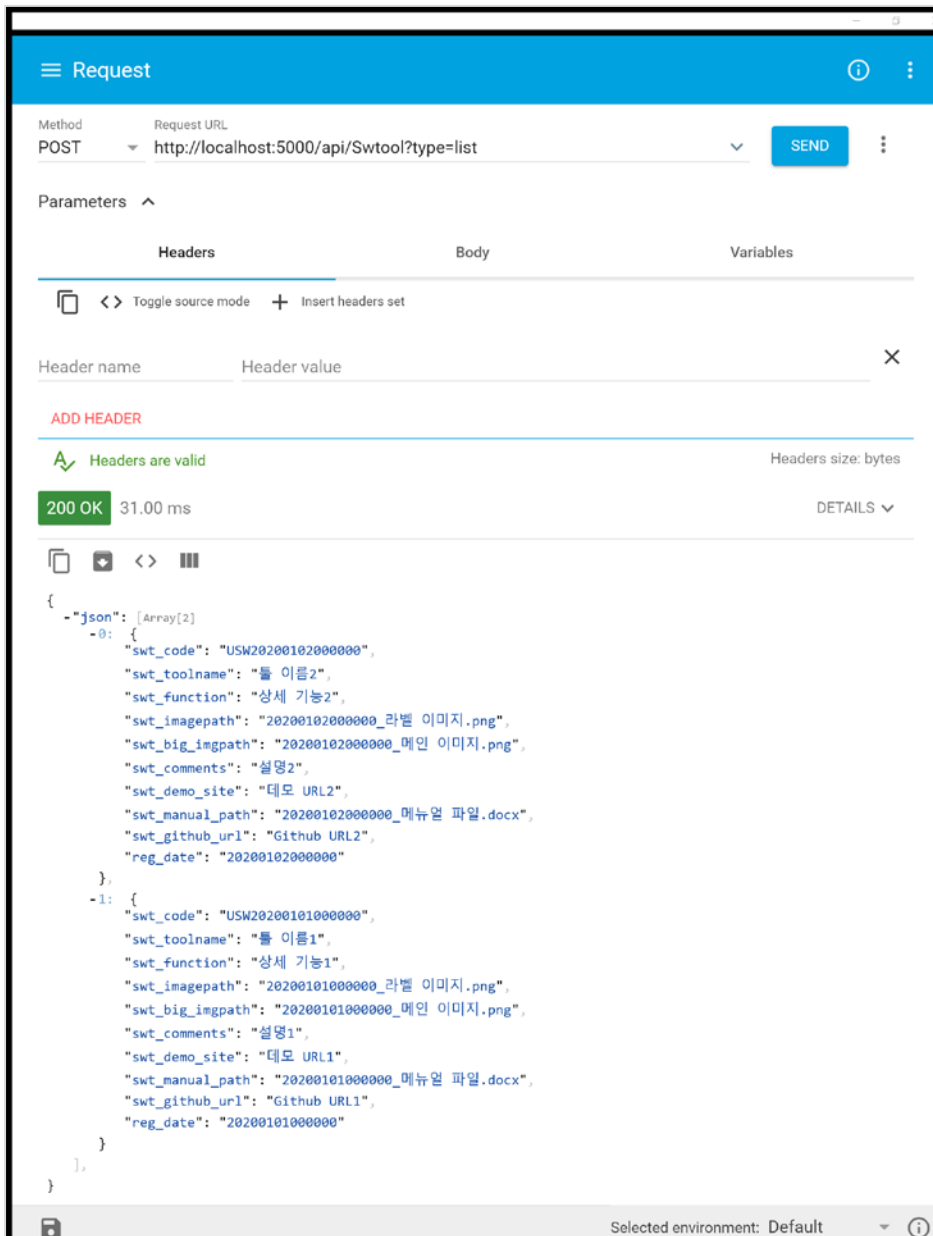 Request
Method
Request URL
POST
http://localhost:5000/api/Swtool?type=list
SEND
Parameters
Headers
Body
Variables
Toggle source mode
Insert headers set
Header name
Header value
ADD HEADER
Headers are valid
Headers size: bytes
200 OK
31.00 ms
DETAILS
{
-"json": [Array[2]
-0: {
"swt_code": "USW20200102000000",
"swt_toolname": "툴 이름2",
"swt_function": "상세 기능2",
"swt_imagepath": "20200102000000_라벨 이미지.png",
"swt_big_imgpath": "20200102000000_메인 이미지.png",
"swt_comments": "설명2",
"swt_demo_site": "데모 URL2",
"swt_manual_path": "20200102000000_메뉴얼 파일.docx",
"swt_github_url": "Github URL2",
"reg_date": "20200102000000"
},
-1: {
"swt_code": "USW20200101000000",
"swt_toolname": "툴 이름1",
"swt_function": "상세 기능1",
"swt_imagepath": "20200101000000_라벨 이미지.png",
"swt_big_imgpath": "20200101000000_메인 이미지.png",
"swt_comments": "설명1",
"swt_demo_site": "데모 URL1",
"swt_manual_path": "20200101000000_메뉴얼 파일.docx",
"swt_github_url": "Github URL1",
"reg_date": "20200101000000"
}
],
}
Selected environment: Default